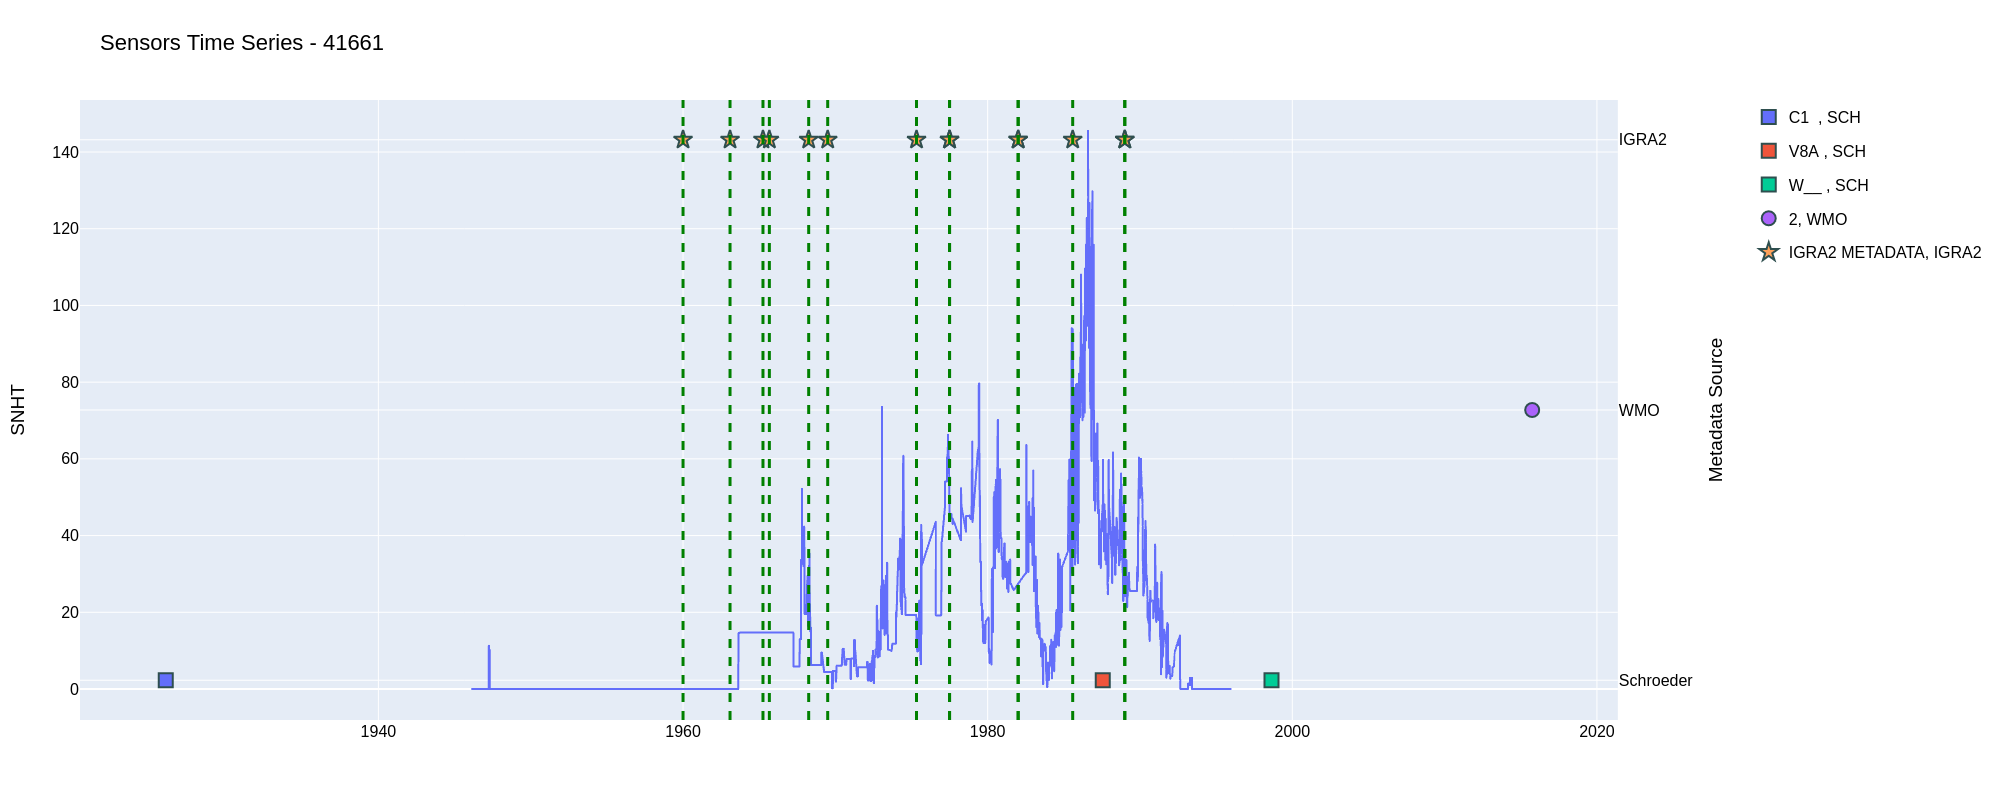 Sensors Time Series - 41661
SNHT
140
120
100
80
60
40
20
0
1940
1960
1980
2000
2020
IGRA2
WMO
Schroeder
Metadata Source
C1  , SCH
V8A , SCH
W__ , SCH
2, WMO
IGRA2 METADATA, IGRA2